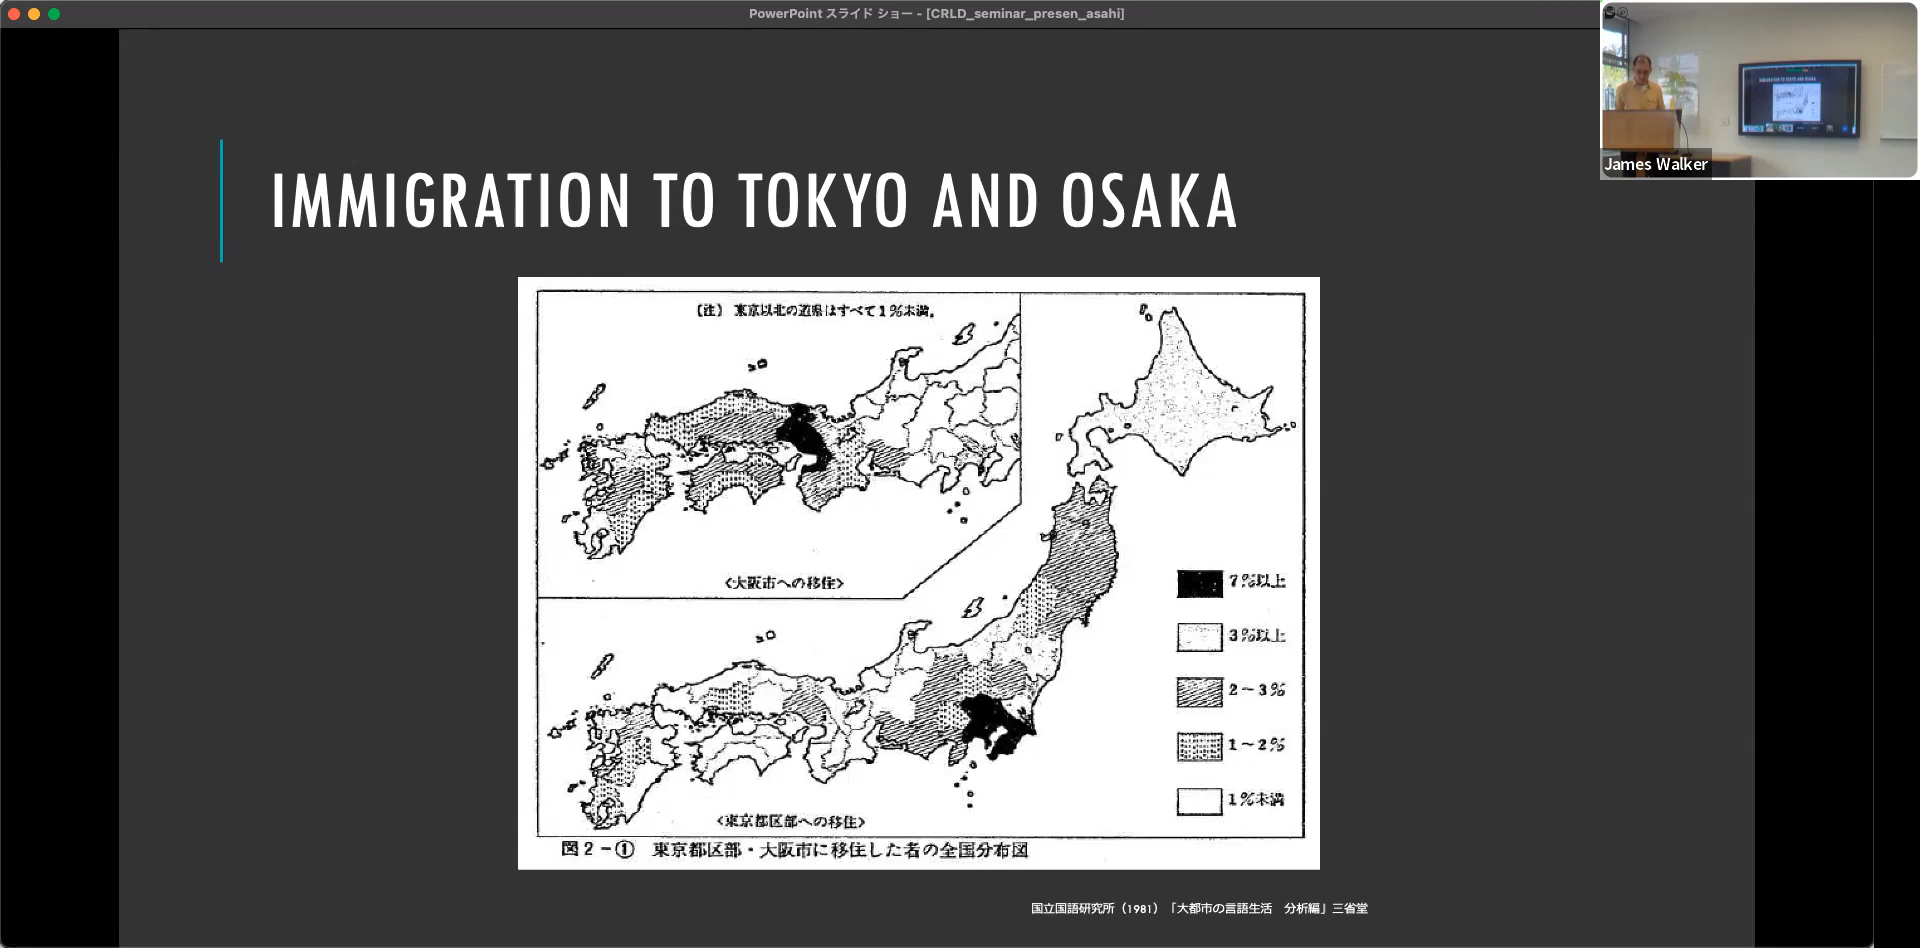 PowerPoint スライド ショー - [CRLD_seminar_presen_asahi]
James Walker
IMMIGRATION TO TOKYO AND OSAKA
〔注〕 東京以北の道県はすべて1％未満。
<大阪市への移住>
7％以上
3％以上
2～3％
1～2％
1％未満
<東京都区部への移住>
図2-① 東京都区部・大阪市に移住した者の全国分布図
国立国語研究所（1981）「大都市の言語生活　分析編」三省堂